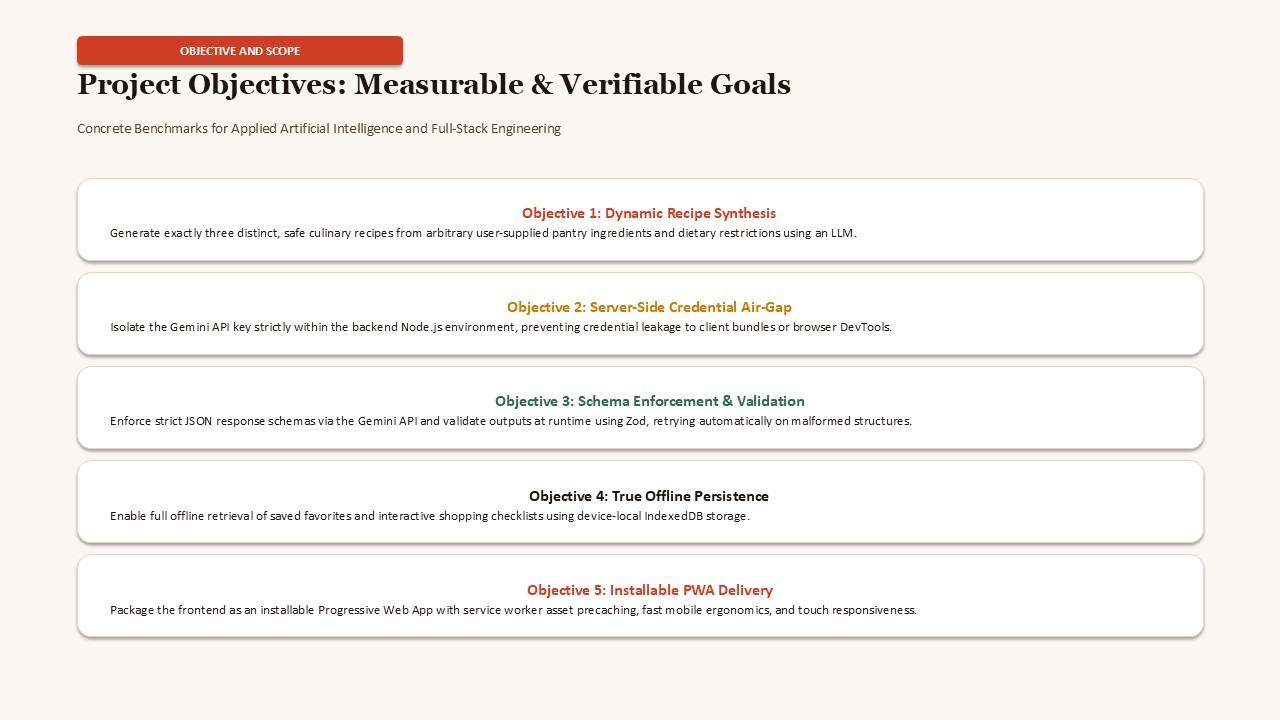 OBJECTIVE AND SCOPE
Project Objectives: Measurable & Verifiable Goals
Concrete Benchmarks for Applied Artificial Intelligence and Full-Stack Engineering
Objective 1: Dynamic Recipe Synthesis
Generate exactly three distinct, safe culinary recipes from arbitrary user-supplied pantry ingredients and dietary restrictions using an LLM.
Objective 2: Server-Side Credential Air-Gap
Isolate the Gemini API key strictly within the backend Node.js environment, preventing credential leakage to client bundles or browser DevTools.
Objective 3: Schema Enforcement & Validation
Enforce strict JSON response schemas via the Gemini API and validate outputs at runtime using Zod, retrying automatically on malformed structures.
Objective 4: True Offline Persistence
Enable full offline retrieval of saved favorites and interactive shopping checklists using device-local IndexedDB storage.
Objective 5: Installable PWA Delivery
Package the frontend as an installable Progressive Web App with service worker asset precaching, fast mobile ergonomics, and touch responsiveness.